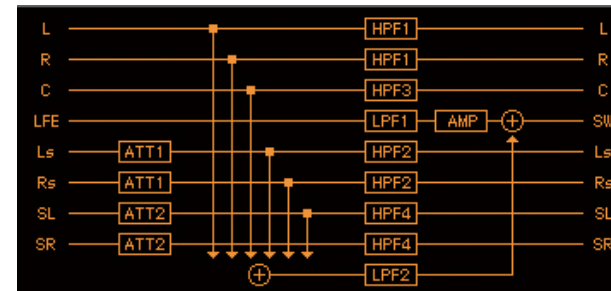 L HPF1 L
R HPF1 R
C HPF3 C
LFE LPF1 AMP SW
Ls ATT1 HPF2 Ls
Rs ATT1 HPF2 Rs
SL ATT2 HPF4 SL
SR ATT2 HPF4 SR
LPF2